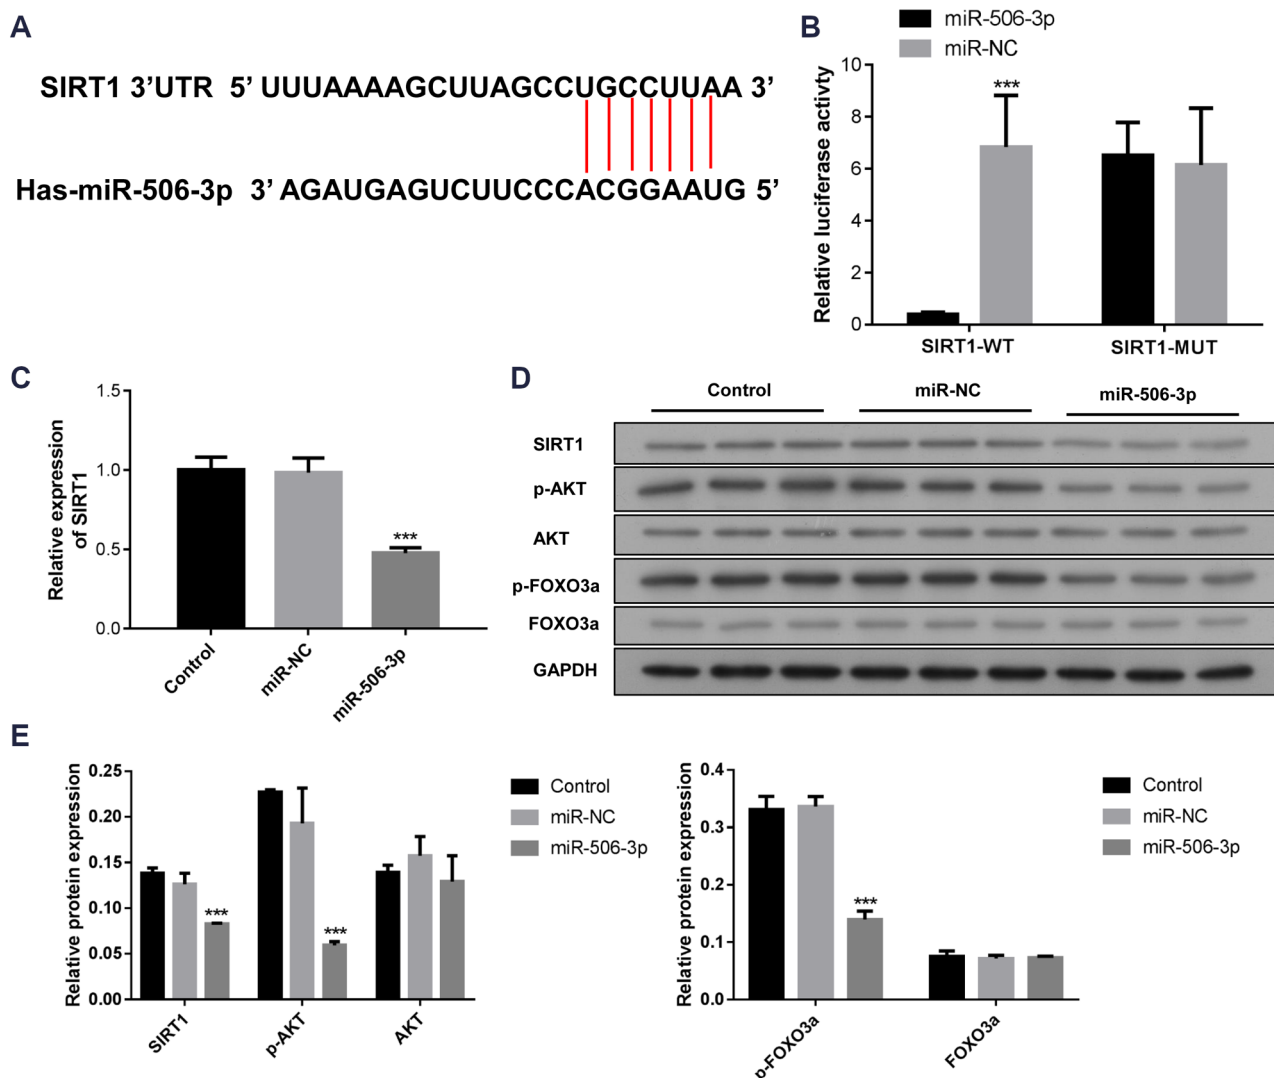 A
SIRT1 3’UTR 5’ UUUAAAAGCUUAGCCUGCCUUAA 3’
Has-miR-506-3p 3’ AGAUGAGUCUUCCCACGGAAUG 5’
B
miR-506-3p
miR-NC
Relative luciferase activty
10
8
6
4
2
0
***
SIRT1-WT
SIRT1-MUT
C
Relative expression
of SIRT1
1.5
1.0
0.5
0.0
***
Control
miR-NC
miR-506-3p
D
Control
miR-NC
miR-506-3p
SIRT1
p-AKT
AKT
p-FOXO3a
FOXO3a
GAPDH
E
Relative protein expression
0.25
0.20
0.15
0.10
0.05
0.00
***
***
SIRT1
p-AKT
AKT
Control
miR-NC
miR-506-3p
Relative protein expression
0.4
0.3
0.2
0.1
0.0
***
p-FOXO3a
FOXO3a
Control
miR-NC
miR-506-3p